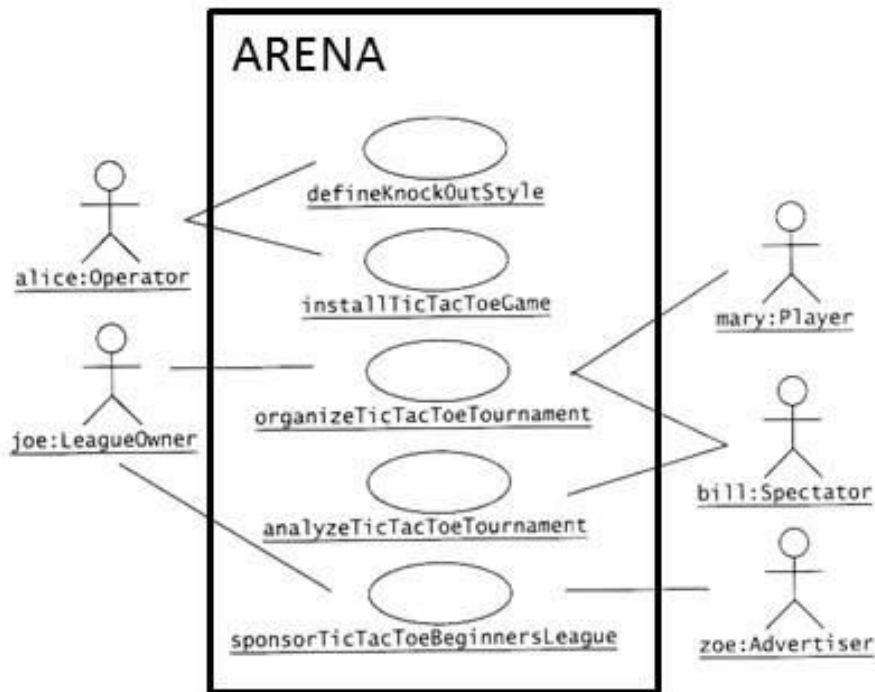 ARENA
defineKnockOutStyle
alice:Operator
installTicTacToeGame
mary:Player
organizeTicTacToeTournament
joe:LeagueOwner
bill:Spectator
analyzeTicTacToeTournament
sponsorTicTacToeBeginnersLeague
zoe:Advertiser